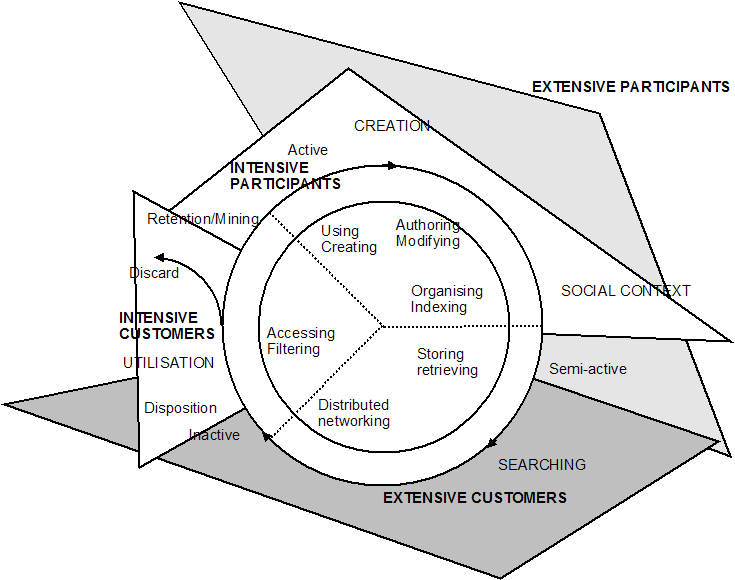 EXTENSIVE PARTICIPANTS
CREATION
Active
INTENSIVE
PARTICIPANTS
Retention/Mining
Using
Creating
Authoring
Modifying
Discard
Organising
Indexing
SOCIAL CONTEXT
INTENSIVE
CUSTOMERS
Accessing
Filtering
UTILISATION
Storing
retrieving
Semi-active
Disposition
Distributed
networking
Inactive
SEARCHING
EXTENSIVE CUSTOMERS